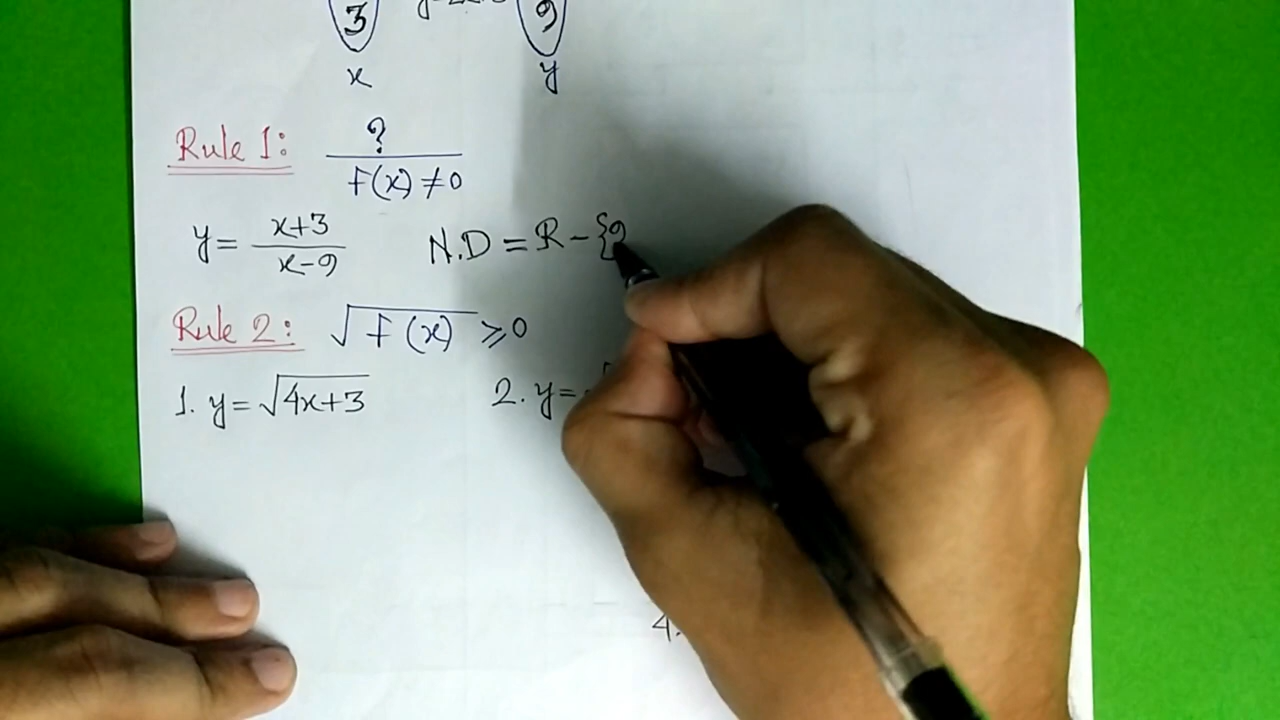 3 9
x y
Rule 1: ? / f(x) ≠ 0
y = (x+3) / (x-9) N.D = R - {9
Rule 2: √f(x) ≥ 0
1. y = √4x+3 2. y =
4.